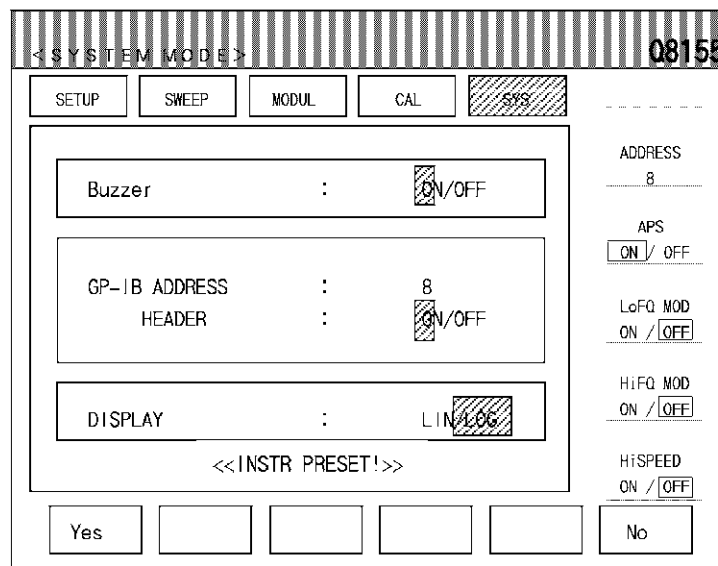 <SYSTEM MODE> Q8155
SETUP SWEEP MODUL CAL SYS
ADDRESS
8
Buzzer : ON/OFF
APS
ON / OFF
GP-IB ADDRESS : 8
HEADER : ON/OFF
LoFQ MOD
ON / OFF
HiFQ MOD
ON / OFF
DISPLAY : LIN/LOG
<<INSTR PRESET!>>
HiSPEED
ON / OFF
Yes No